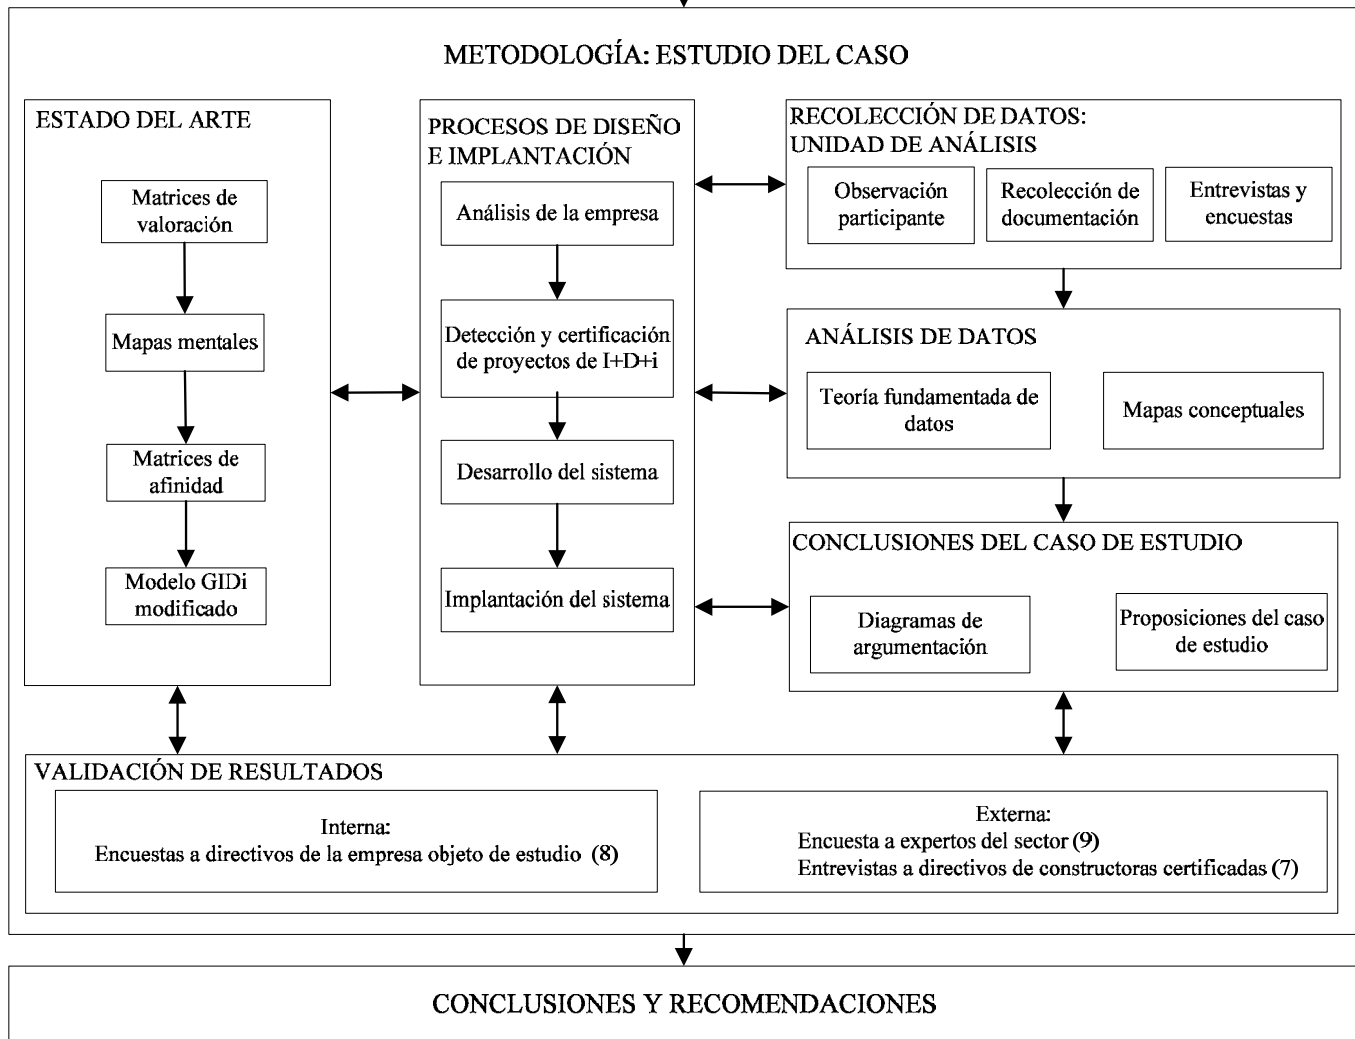 METODOLOGÍA: ESTUDIO DEL CASO
ESTADO DEL ARTE
Matrices de
valoración
Mapas mentales
Matrices de
afinidad
Modelo GIDi
modificado
PROCESOS DE DISEÑO
E IMPLANTACIÓN
Análisis de la empresa
Detección y certificación
de proyectos de I+D+i
Desarrollo del sistema
Implantación del sistema
RECOLECCIÓN DE DATOS:
UNIDAD DE ANÁLISIS
Observación
participante
Recolección de
documentación
Entrevistas y
encuestas
ANÁLISIS DE DATOS
Teoría fundamentada de
datos
Mapas conceptuales
CONCLUSIONES DEL CASO DE ESTUDIO
Diagramas de
argumentación
Proposiciones del caso
de estudio
VALIDACIÓN DE RESULTADOS
Interna:
Encuestas a directivos de la empresa objeto de estudio (8)
Externa:
Encuesta a expertos del sector (9)
Entrevistas a directivos de constructoras certificadas (7)
CONCLUSIONES Y RECOMENDACIONES